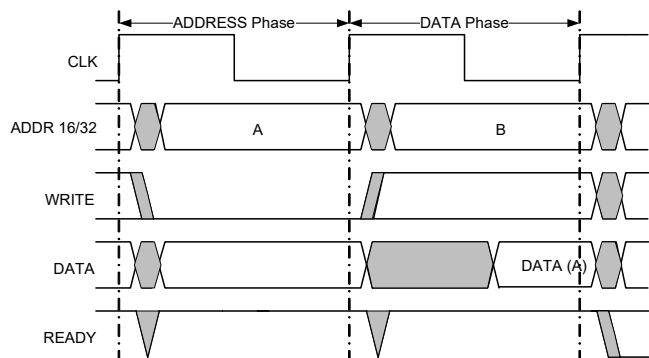 ADDRESS Phase DATA Phase
CLK
ADDR 16/32 A B
WRITE
DATA DATA (A)
READY